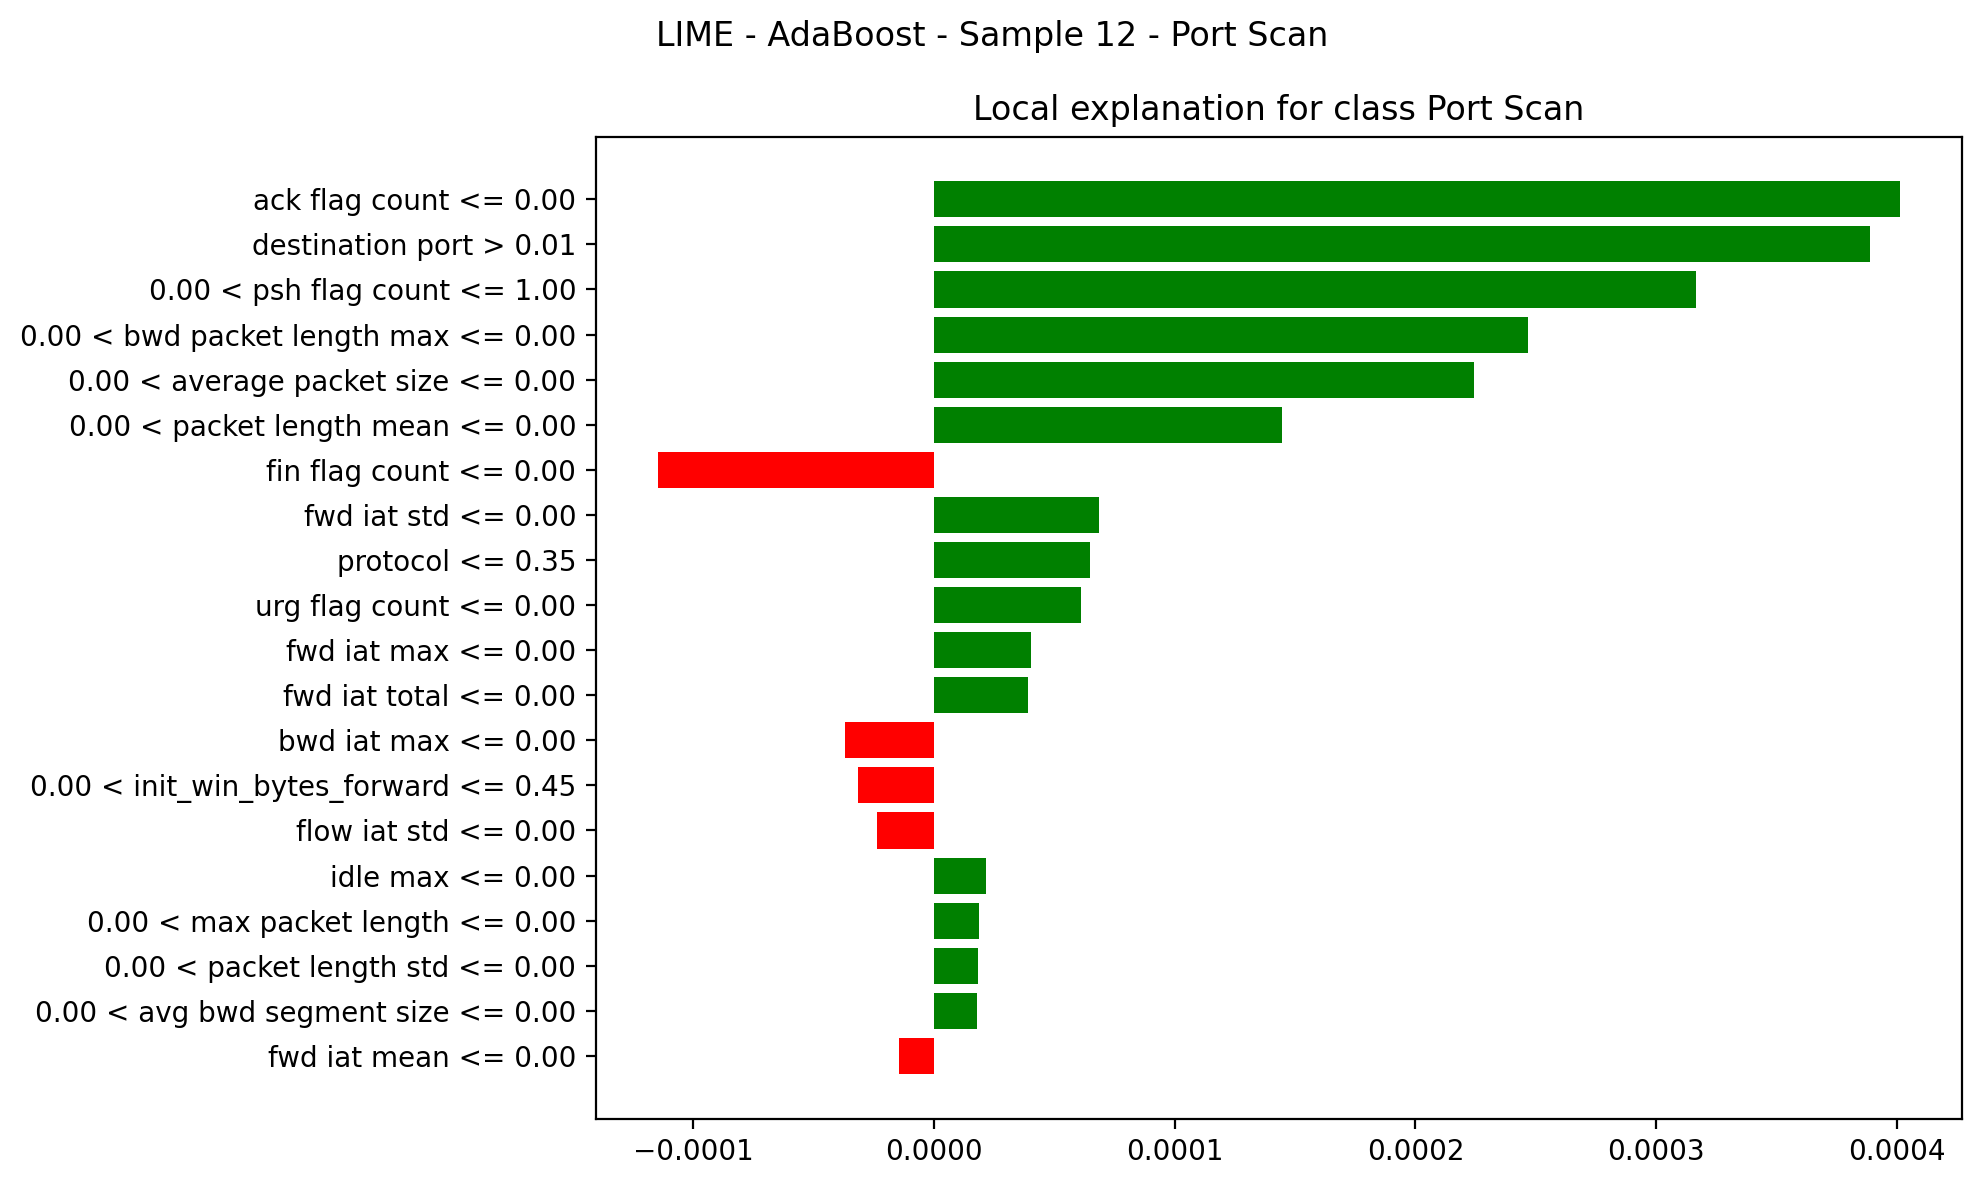 LIME - AdaBoost - Sample 12 - Port Scan
Local explanation for class Port Scan
ack flag count <= 0.00
destination port > 0.01
0.00 < psh flag count <= 1.00
0.00 < bwd packet length max <= 0.00
0.00 < average packet size <= 0.00
0.00 < packet length mean <= 0.00
fin flag count <= 0.00
fwd iat std <= 0.00
protocol <= 0.35
urg flag count <= 0.00
fwd iat max <= 0.00
fwd iat total <= 0.00
bwd iat max <= 0.00
0.00 < init_win_bytes_forward <= 0.45
flow iat std <= 0.00
idle max <= 0.00
0.00 < max packet length <= 0.00
0.00 < packet length std <= 0.00
0.00 < avg bwd segment size <= 0.00
fwd iat mean <= 0.00
−0.0001 0.0000 0.0001 0.0002 0.0003 0.0004